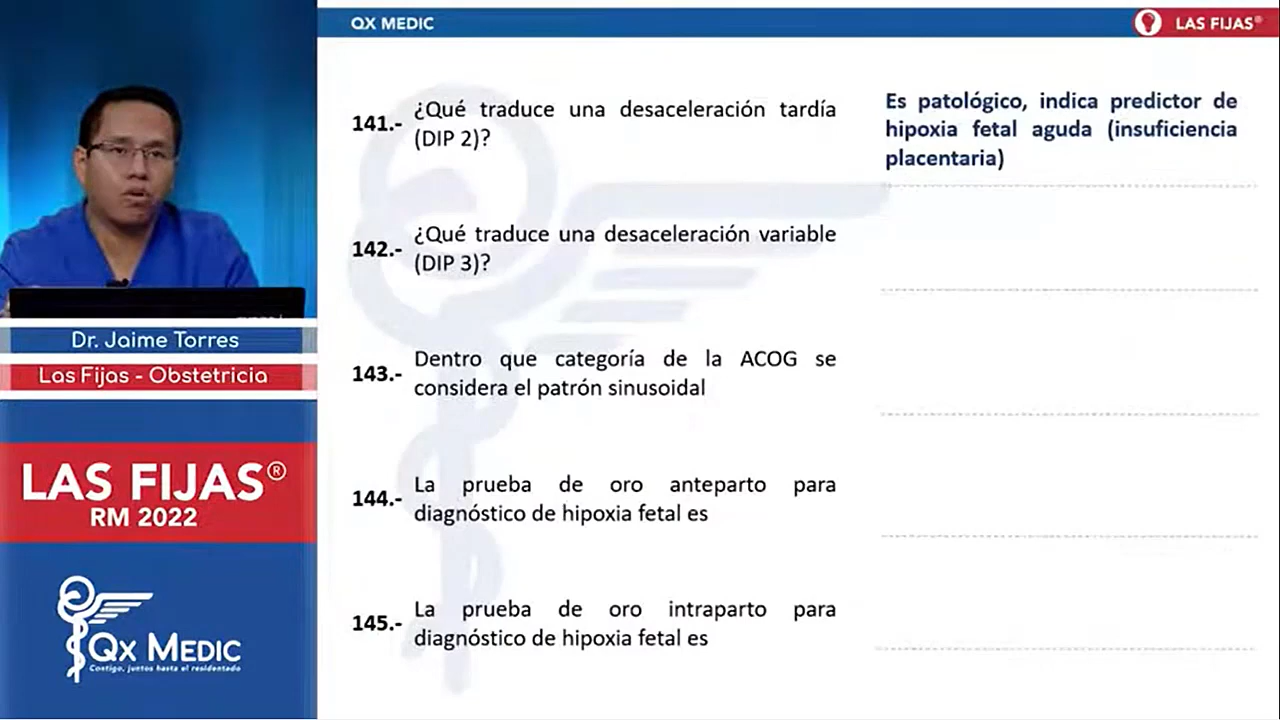 QX MEDIC
LAS FIJAS®
141.- ¿Qué traduce una desaceleración tardía
(DIP 2)?
Es patológico, indica predictor de
hipoxia fetal aguda (insuficiencia
placentaria)
142.- ¿Qué traduce una desaceleración variable
(DIP 3)?
143.- Dentro que categoría de la ACOG se
considera el patrón sinusoidal
144.- La prueba de oro anteparto para
diagnóstico de hipoxia fetal es
145.- La prueba de oro intraparto para
diagnóstico de hipoxia fetal es
Dr. Jaime Torres
Las Fijas - Obstetricia
LAS FIJAS®
RM 2022
QX MEDIC
Contigo, juntos hasta el residentado